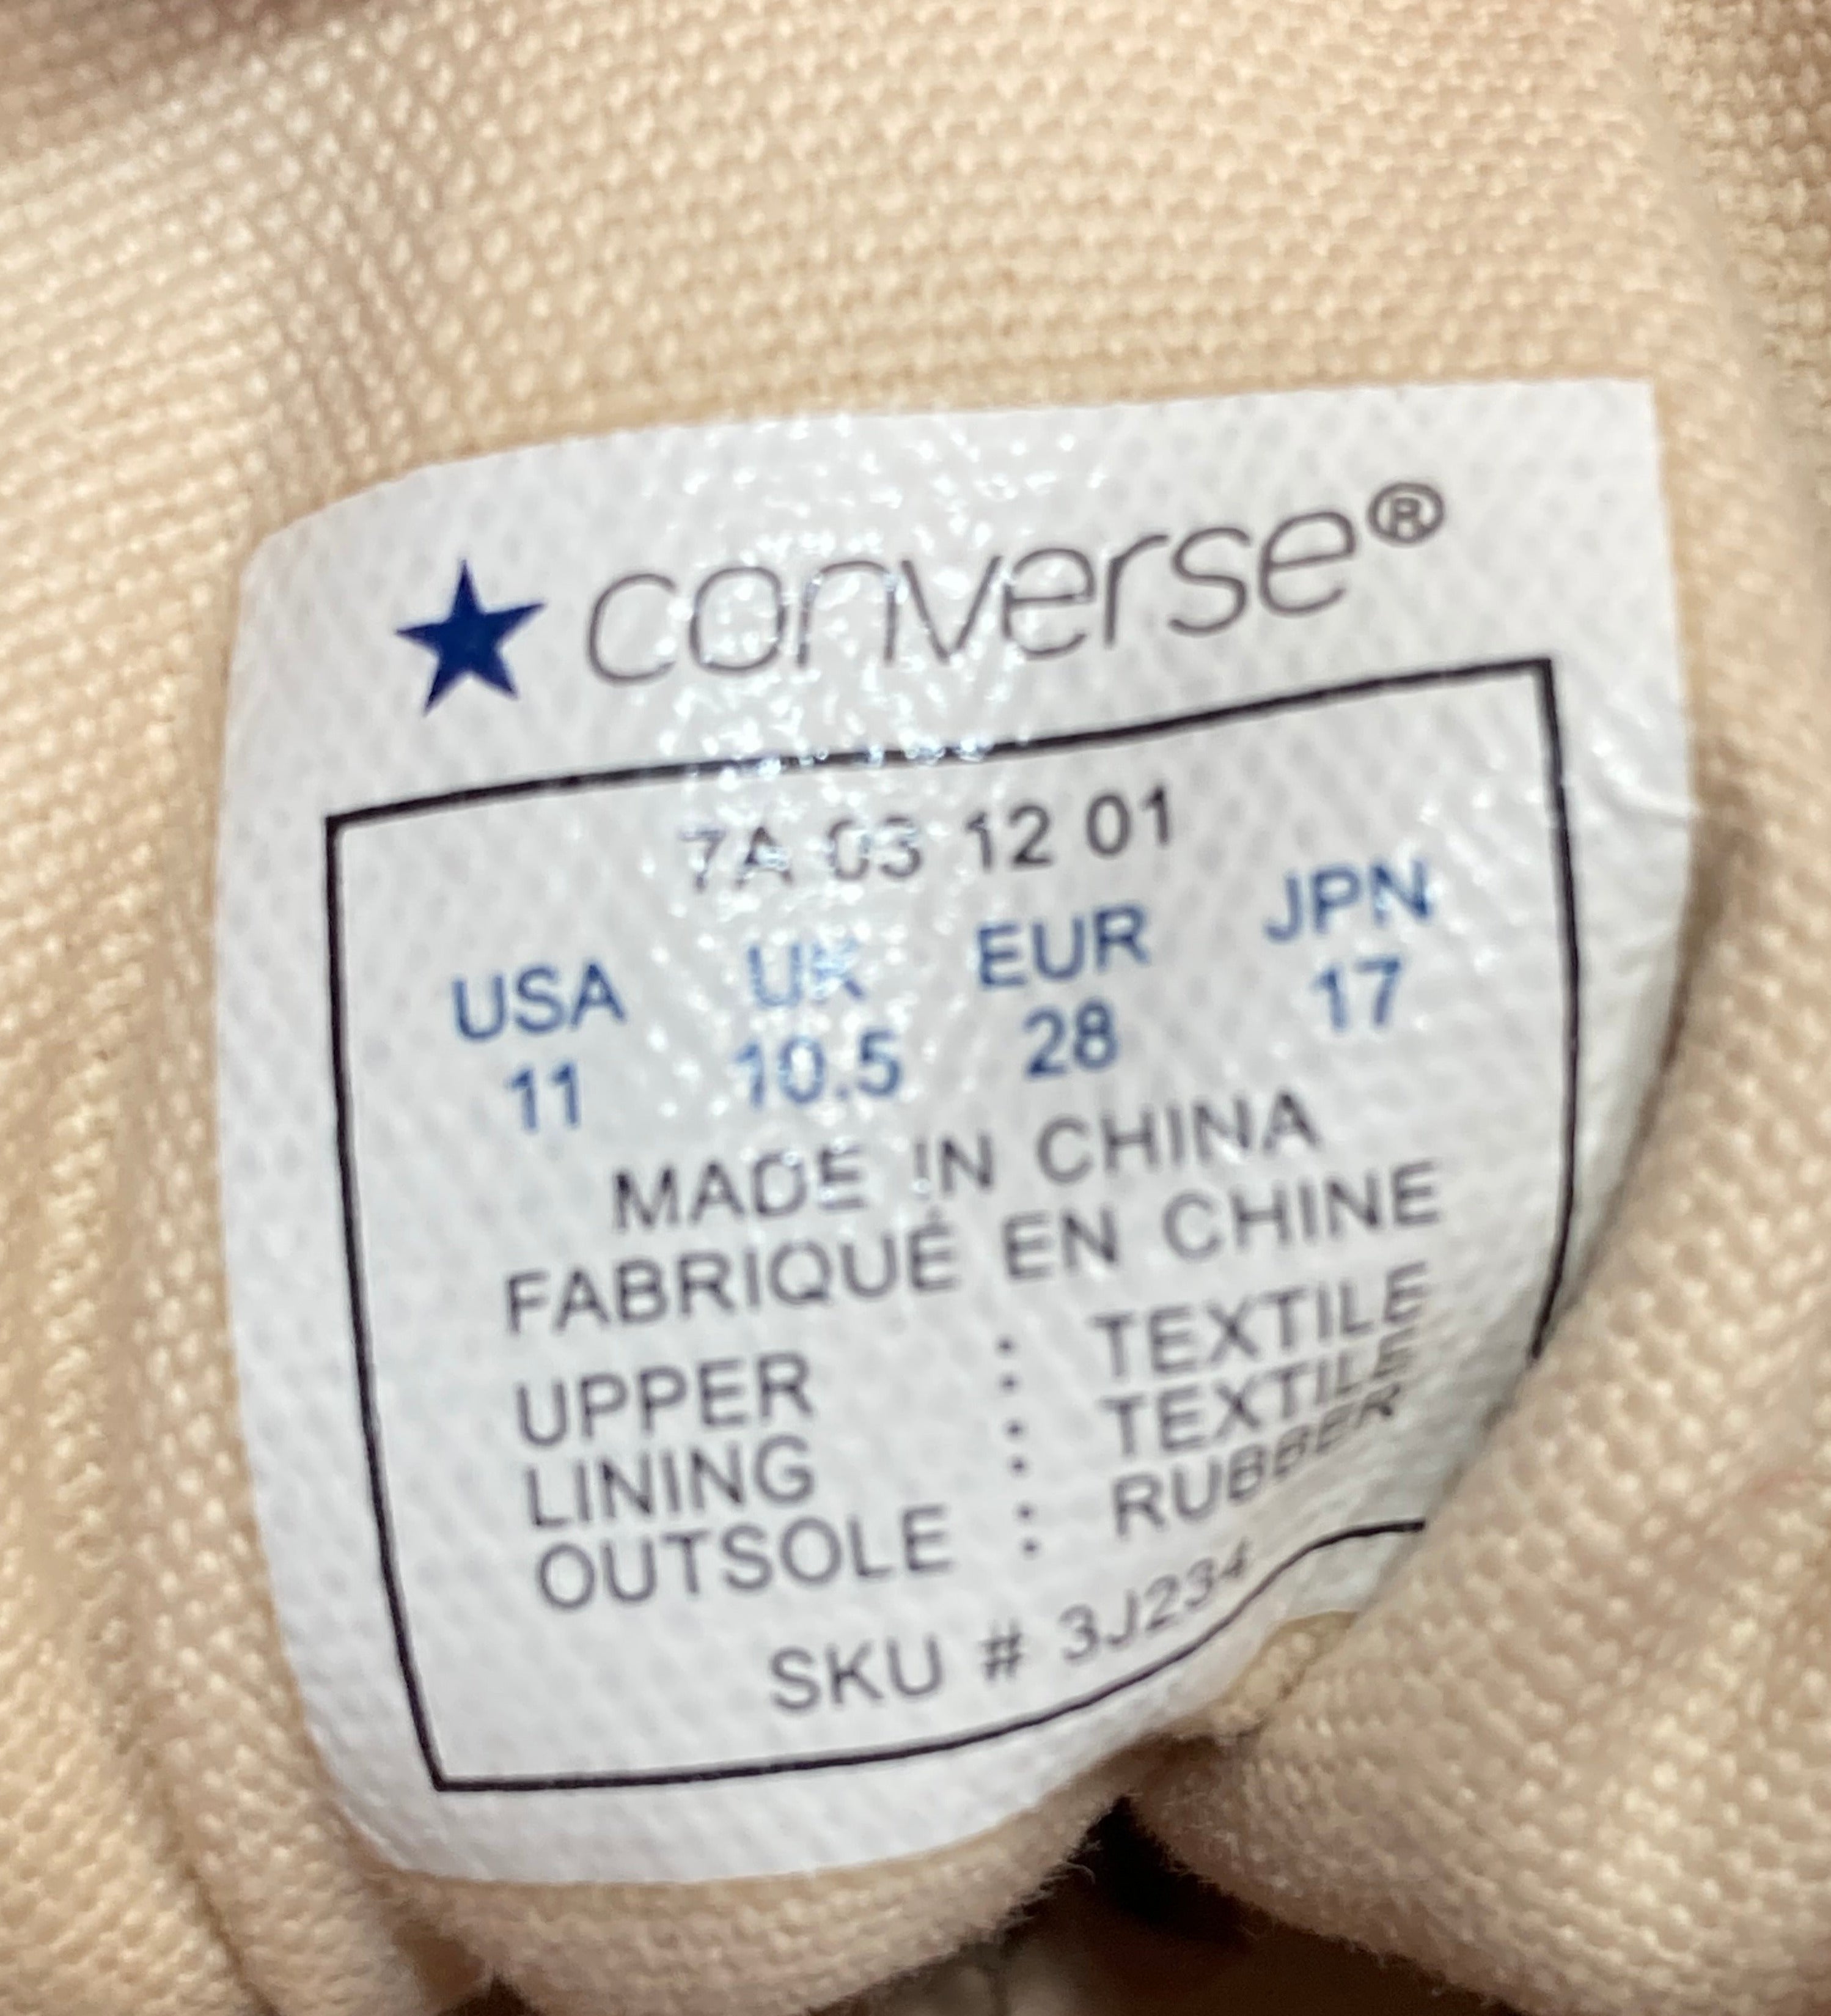 converse®
7A 03 12 01
USA UK EUR JPN
11 10.5 28 17
MADE IN CHINA
FABRIQUÉ EN CHINE
UPPER : TEXTILE
LINING : TEXTILE
OUTSOLE : RUBBER
SKU # 3J234